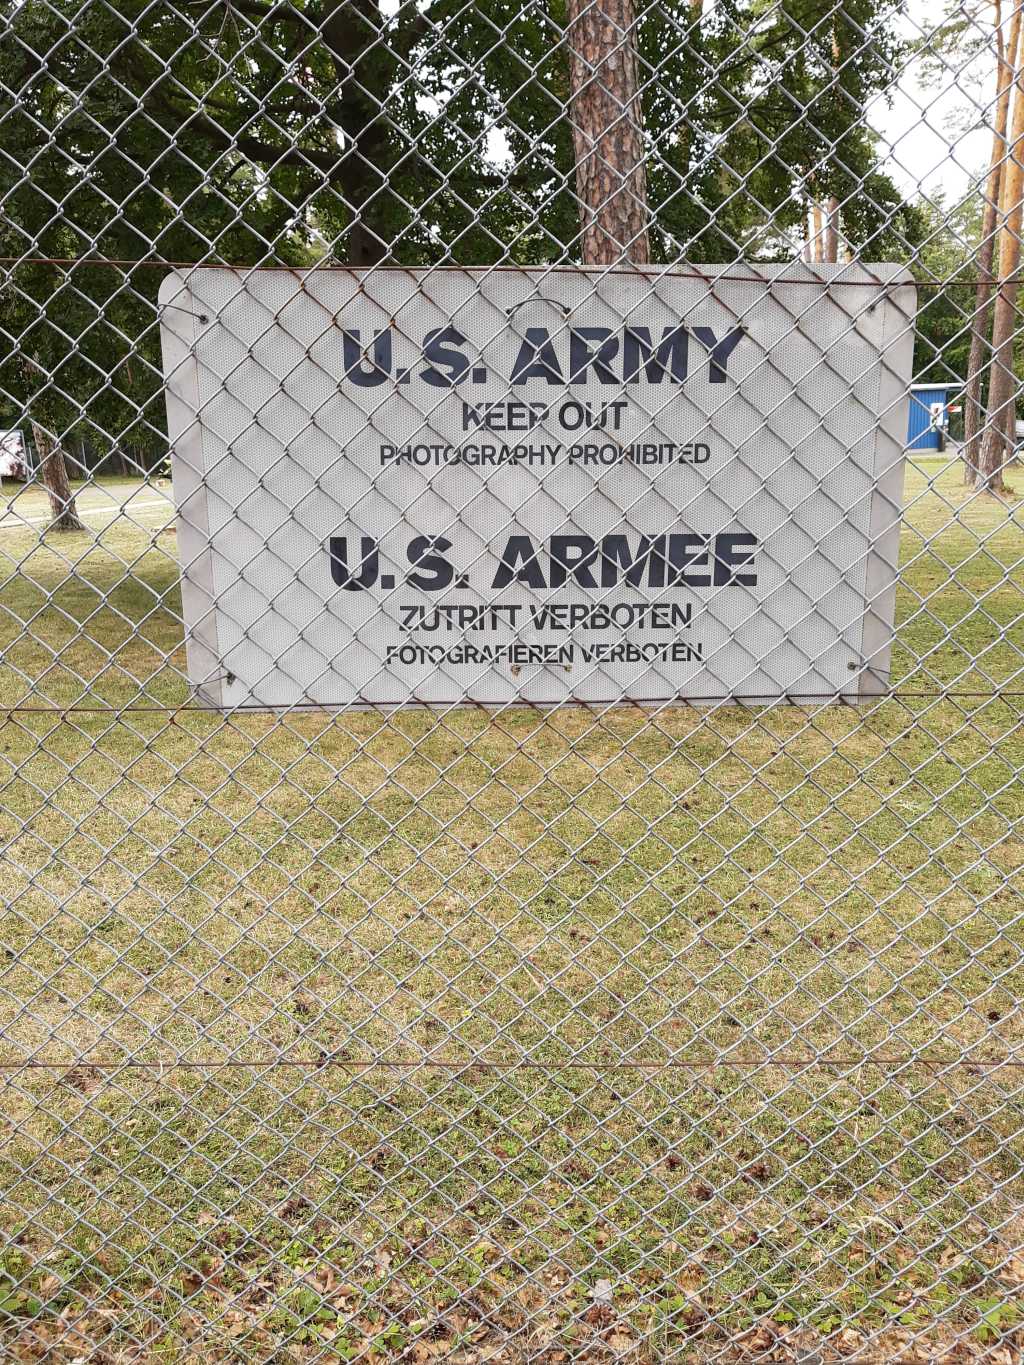 U.S. ARMY
KEEP OUT
PHOTOGRAPHY PROHIBITED
U.S. ARMEE
ZUTRITT VERBOTEN
FOTOGRAFIEREN VERBOTEN